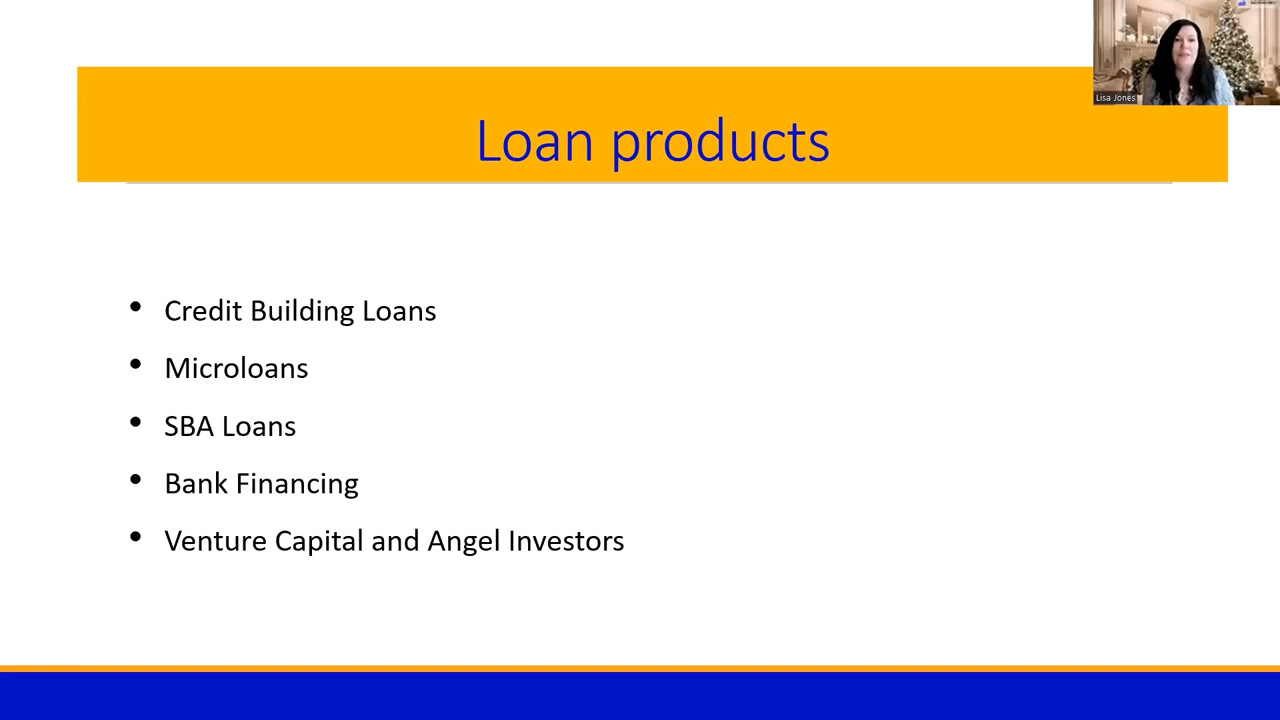 Lisa Jones
Loan products
• Credit Building Loans
• Microloans
• SBA Loans
• Bank Financing
• Venture Capital and Angel Investors